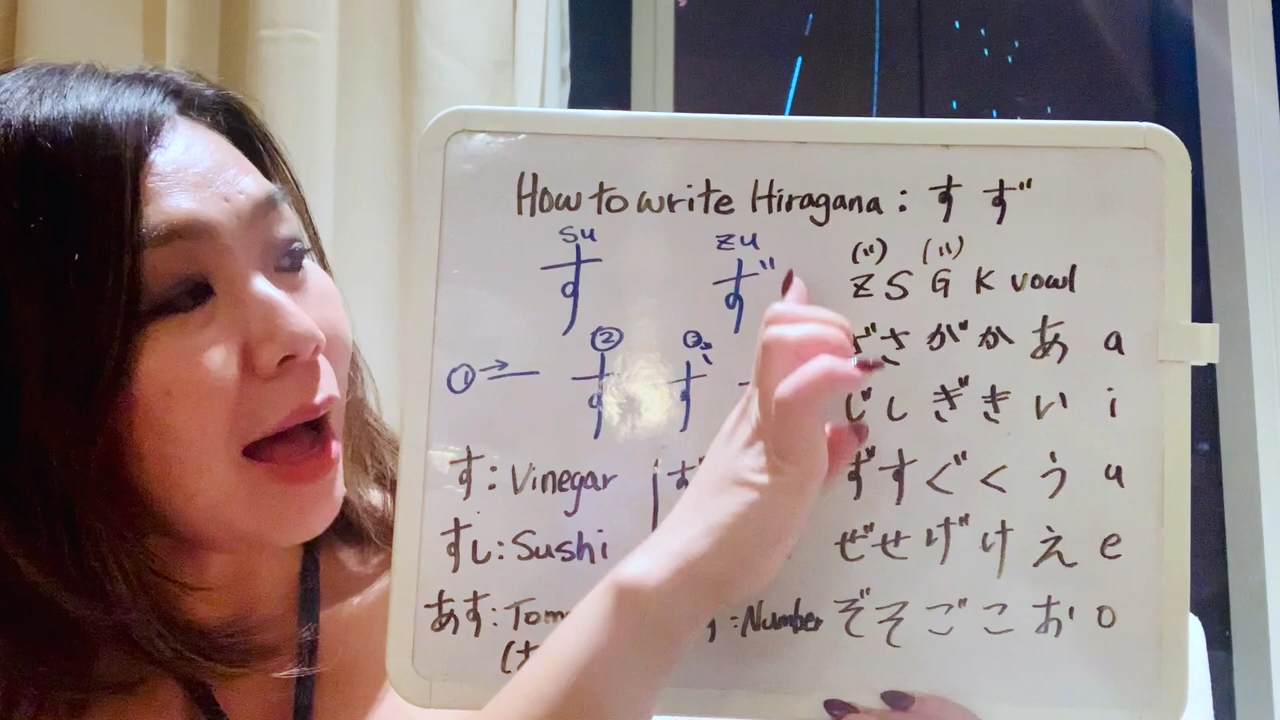 How to write Hiragana: す ず
su zu
す ず
(〃) (〃)
Z S G K vowl
① → ② ③
ざ さ が か あ a
じ し ぎ き い i
す: Vinegar
ず す ぐ く う u
すし: Sushi
ぜ せ げ け え e
あす: Tom
:Number
ぞ そ ご こ お o